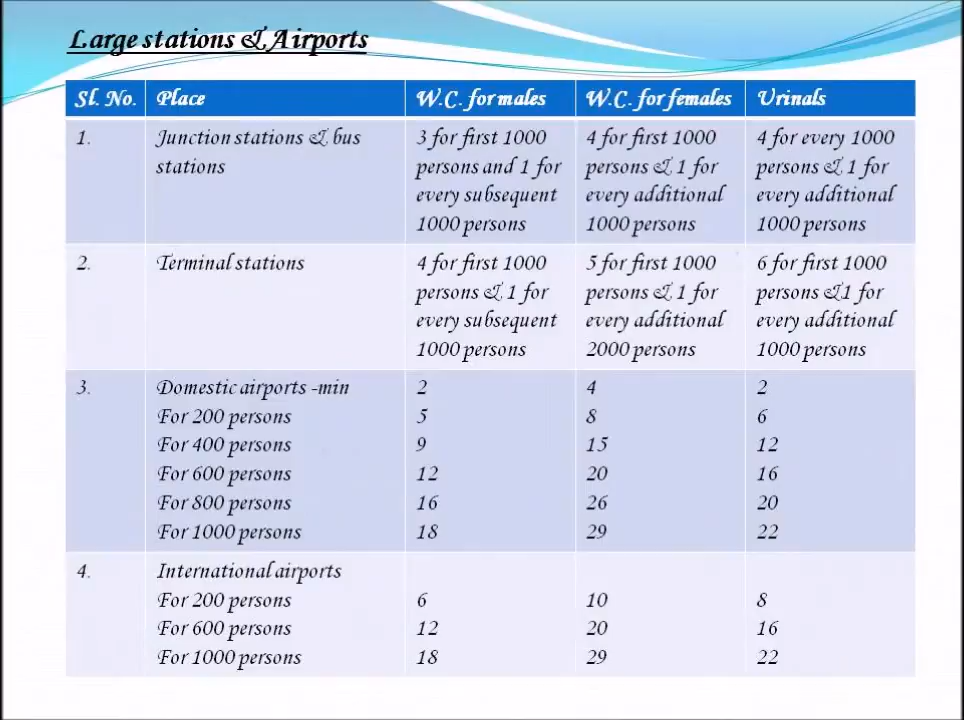 Large stations & Airports
Sl. No. Place W.C. for males W.C. for females Urinals
1. Junction stations & bus stations 3 for first 1000 persons and 1 for every subsequent 1000 persons 4 for first 1000 persons & 1 for every additional 1000 persons 4 for every 1000 persons & 1 for every additional 1000 persons
2. Terminal stations 4 for first 1000 persons & 1 for every subsequent 1000 persons 5 for first 1000 persons & 1 for every additional 2000 persons 6 for first 1000 persons &1 for every additional 1000 persons
3. Domestic airports -min 2 4 2
For 200 persons 5 8 6
For 400 persons 9 15 12
For 600 persons 12 20 16
For 800 persons 16 26 20
For 1000 persons 18 29 22
4. International airports
For 200 persons 6 10 8
For 600 persons 12 20 16
For 1000 persons 18 29 22